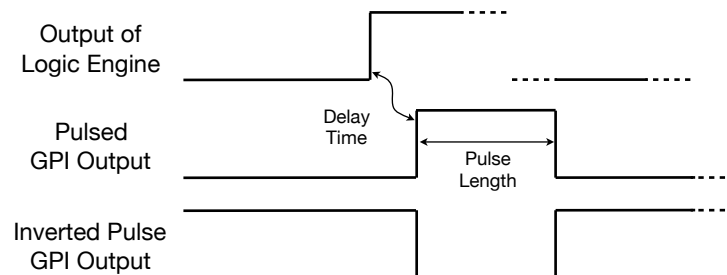 Output of
Logic Engine
Delay
Time
Pulsed
GPI Output
Pulse
Length
Inverted Pulse
GPI Output